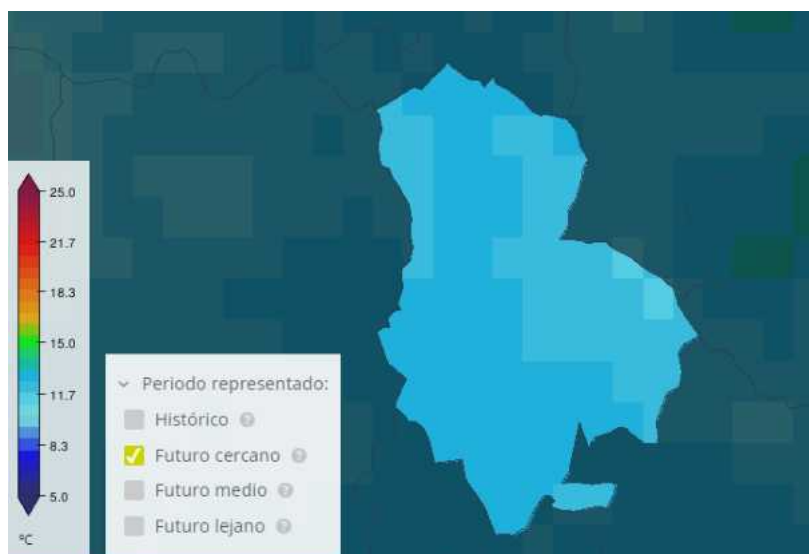 25.0
21.7
18.3
15.0
11.7
8.3
5.0
ºC
Periodo representado:
Histórico ?
Futuro cercano ?
Futuro medio ?
Futuro lejano ?